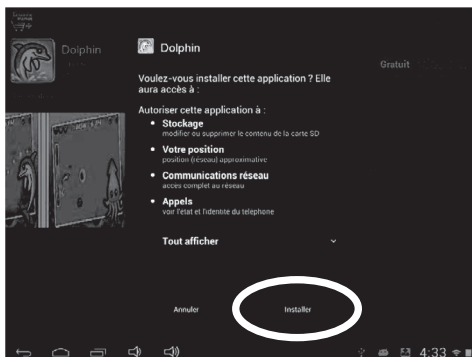 Dolphin
Dolphin
Gratuit
Voulez-vous installer cette application ? Elle
aura accès à :
Autoriser cette application à :
Stockage
modifier ou supprimer le contenu de la carte SD
Votre position
position (réseau) approximative
Communications réseau
accès complet au réseau
Appels
voir l'état et l'identité du téléphone
Tout afficher
Annuler
Installer
4:33